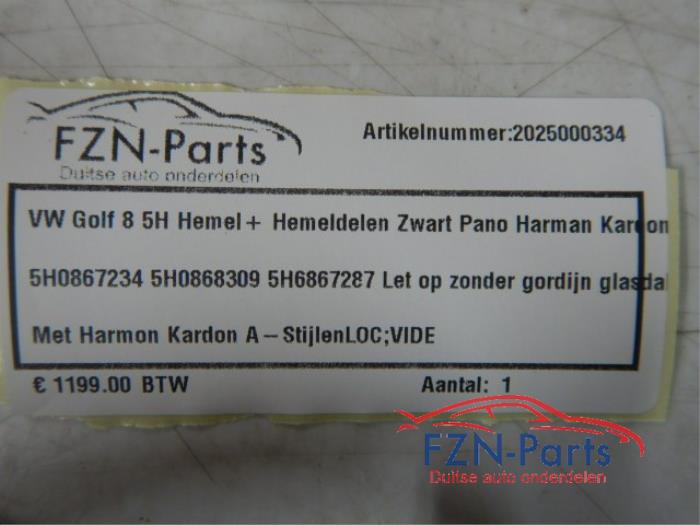 FZN-Parts
Duitse auto onderdelen
Artikelnummer:2025000334
VW Golf 8 5H Hemel+ Hemeldelen Zwart Pano Harman Kardon
5H0867234 5H0868309 5H6867287 Let op zonder gordijn glasda
Met Harmon Kardon A-StijlenLOC;VIDE
€ 1199.00 BTW
Aantal: 1
FZN-Parts
Duitse auto onderdelen